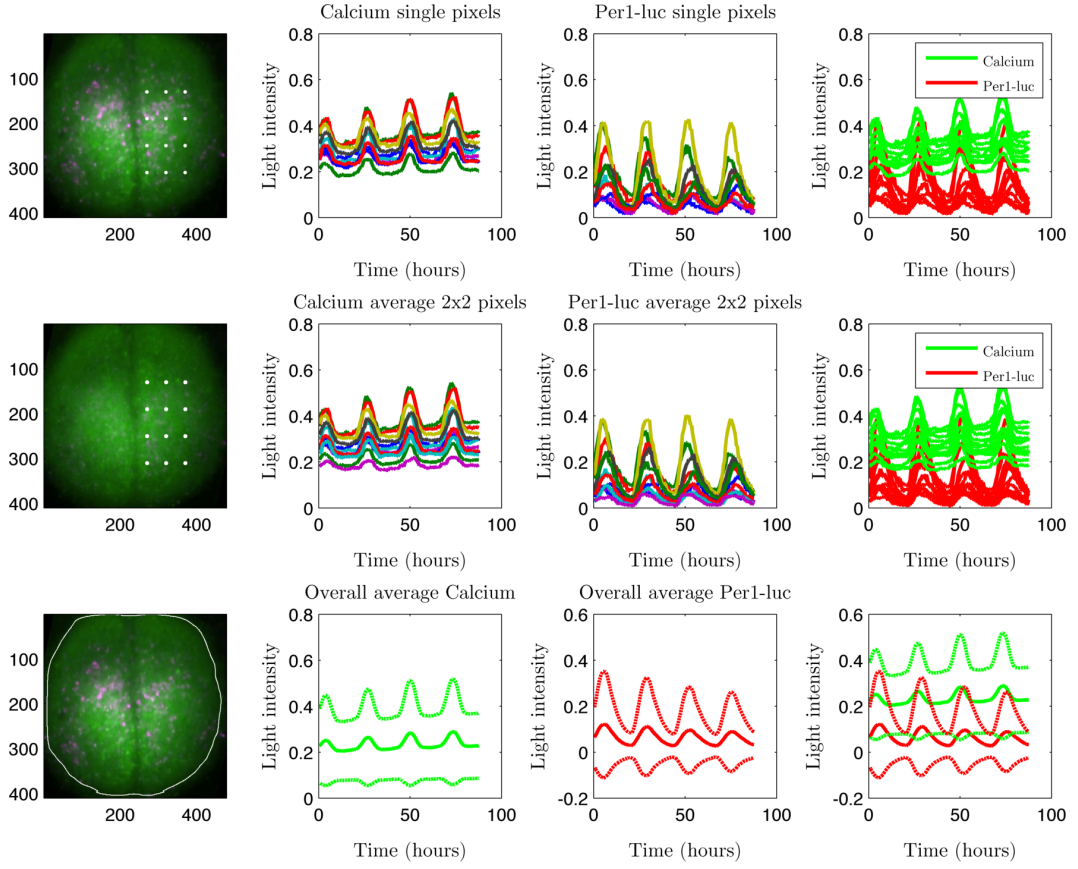 Calcium single pixels
Per1-luc single pixels
100
200
300
400
200 400
Light intensity
0.8
0.6
0.4
0.2
0
0 50 100
Time (hours)
Light intensity
0.8
0.6
0.4
0.2
0
0 50 100
Time (hours)
Light intensity
0.8
0.6
0.4
0.2
0
0 50 100
Time (hours)
Calcium
Per1-luc
Calcium average 2x2 pixels
Per1-luc average 2x2 pixels
100
200
300
400
200 400
Light intensity
0.8
0.6
0.4
0.2
0
0 50 100
Time (hours)
Light intensity
0.8
0.6
0.4
0.2
0
0 50 100
Time (hours)
Light intensity
0.8
0.6
0.4
0.2
0
0 50 100
Time (hours)
Calcium
Per1-luc
Overall average Calcium
Overall average Per1-luc
100
200
300
400
200 400
Light intensity
0.8
0.6
0.4
0.2
0
0 50 100
Time (hours)
Light intensity
0.6
0.4
0.2
0
-0.2
0 50 100
Time (hours)
Light intensity
0.6
0.4
0.2
0
-0.2
0 50 100
Time (hours)